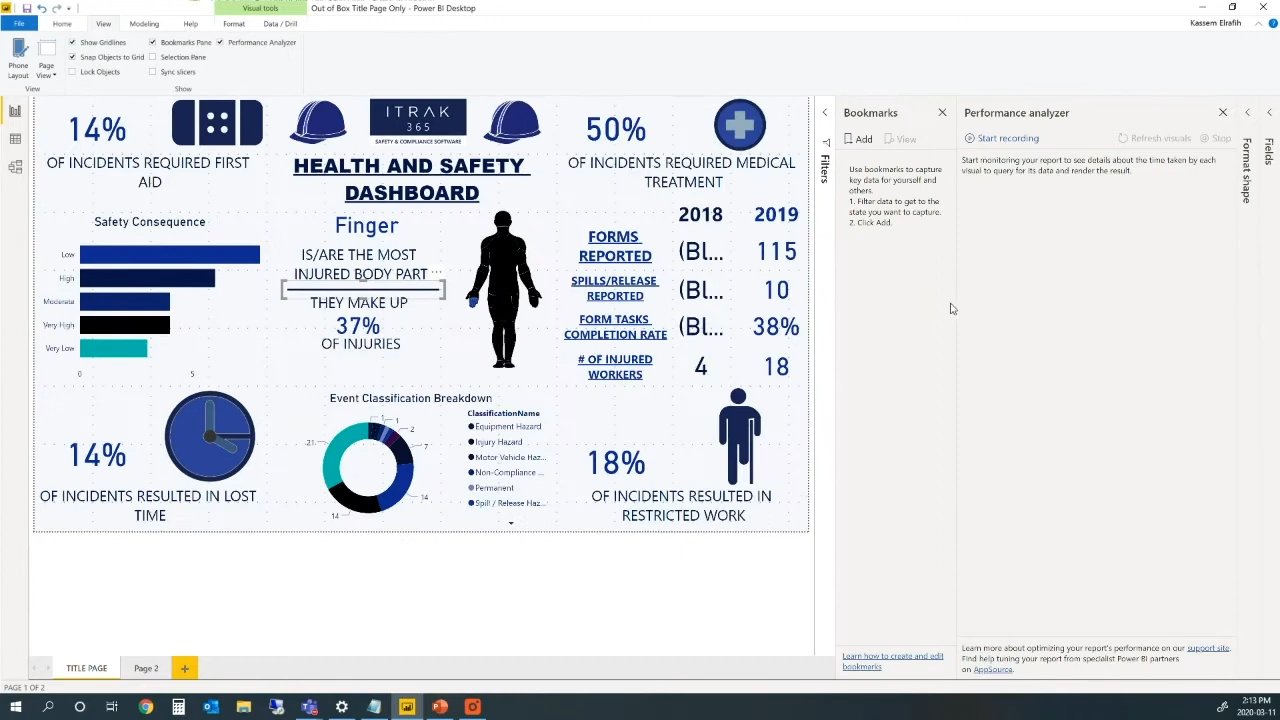 Visual tools
Out of Box Title Page Only - Power BI Desktop
File
Home
View
Modeling
Help
Format
Data / Drill
Kassem Elrafih
Phone
Layout
Page
View
View
Show Gridlines
Snap Objects to Grid
Lock Objects
Bookmarks Pane
Selection Pane
Sync slicers
Performance Analyzer
Show
14%
OF INCIDENTS REQUIRED FIRST
AID
ITRAK
365
SAFETY & COMPLIANCE SOFTWARE
HEALTH AND SAFETY
DASHBOARD
50%
OF INCIDENTS REQUIRED MEDICAL
TREATMENT
Safety Consequence
Low
High
Moderate
Very High
Very Low
0
5
Finger
IS/ARE THE MOST
INJURED BODY PART
THEY MAKE UP
37%
OF INJURIES
2018 2019
FORMS
REPORTED
(Bl... 115
SPILLS/RELEASE
REPORTED
(Bl... 10
FORM TASKS
COMPLETION RATE
(Bl... 38%
# OF INJURED
WORKERS
4 18
14%
OF INCIDENTS RESULTED IN LOST
TIME
Event Classification Breakdown
1
1
2
7
14
14
21
ClassificationName
Equipment Hazard
Injury Hazard
Motor Vehicle Haz...
Non-Compliance ...
Permanent
Spill / Release Haz...
18%
OF INCIDENTS RESULTED IN
RESTRICTED WORK
Filters
Bookmarks
Add
View
Use bookmarks to capture
key data for yourself and
others.
1. Filter data to get to the
state you want to capture.
2. Click Add.
Learn how to create and edit
bookmarks
Performance analyzer
Start recording
Refresh visuals
Stop
Start monitoring your report to see details about the time taken by each
visual to query for its data and render the result.
Learn more about optimizing your report's performance on our support site.
Find help tuning your report from specialist Power BI partners
on AppSource.
Format shape
Fields
TITLE PAGE
Page 2
PAGE 1 OF 2
2:13 PM
2020-03-11